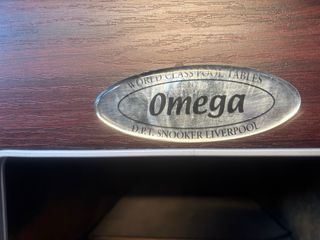 WORLD CLASS POOL TABLES
Omega
D.P.T. SNOOKER LIVERPOOL